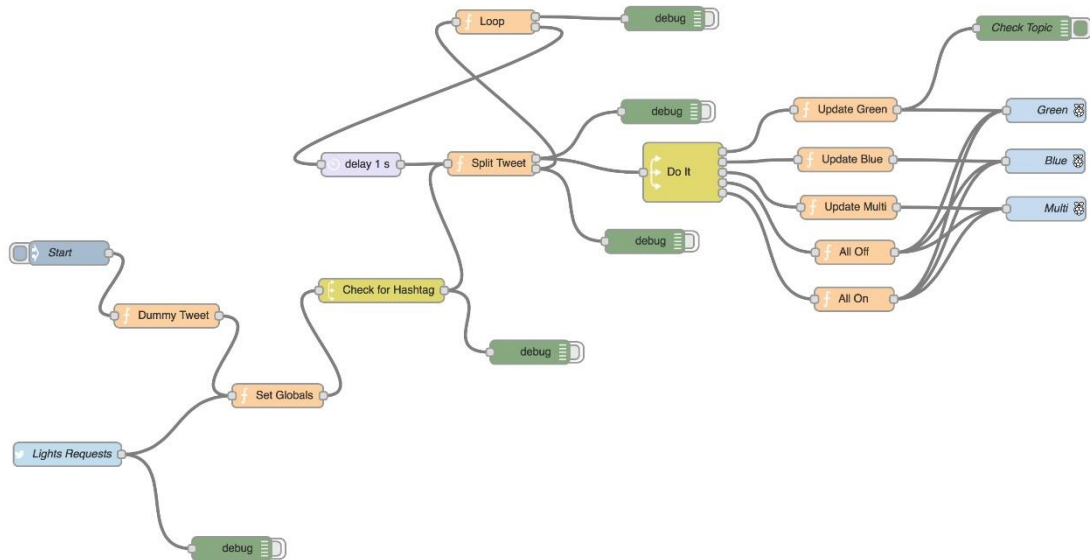 Loop
debug
Check Topic
debug
Update Green
Green
delay 1 s
Split Tweet
Do It
Update Blue
Blue
Update Multi
Multi
debug
Start
All Off
Check for Hashtag
All On
Dummy Tweet
debug
Set Globals
Lights Requests
debug